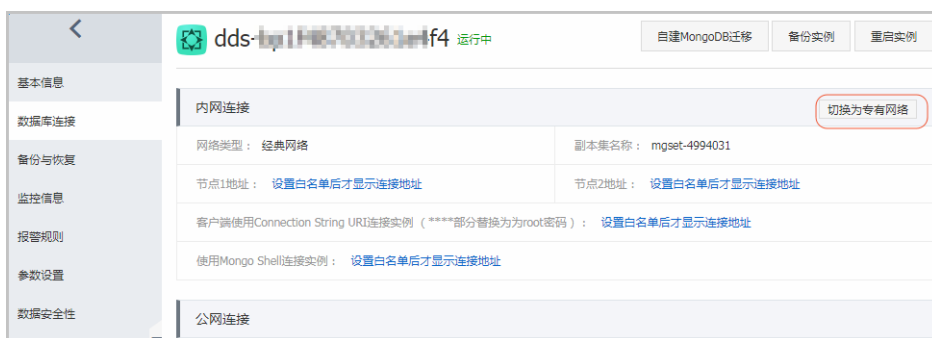 dds- f4 运行中
自建MongoDB迁移
备份实例
重启实例
基本信息
数据库连接
备份与恢复
监控信息
报警规则
参数设置
数据安全性
内网连接
切换为专有网络
网络类型： 经典网络
副本集名称： mgset-4994031
节点1地址： 设置白名单后才显示连接地址
节点2地址： 设置白名单后才显示连接地址
客户端使用Connection String URI连接实例（****部分替换为为root密码）： 设置白名单后才显示连接地址
使用Mongo Shell连接实例： 设置白名单后才显示连接地址
公网连接